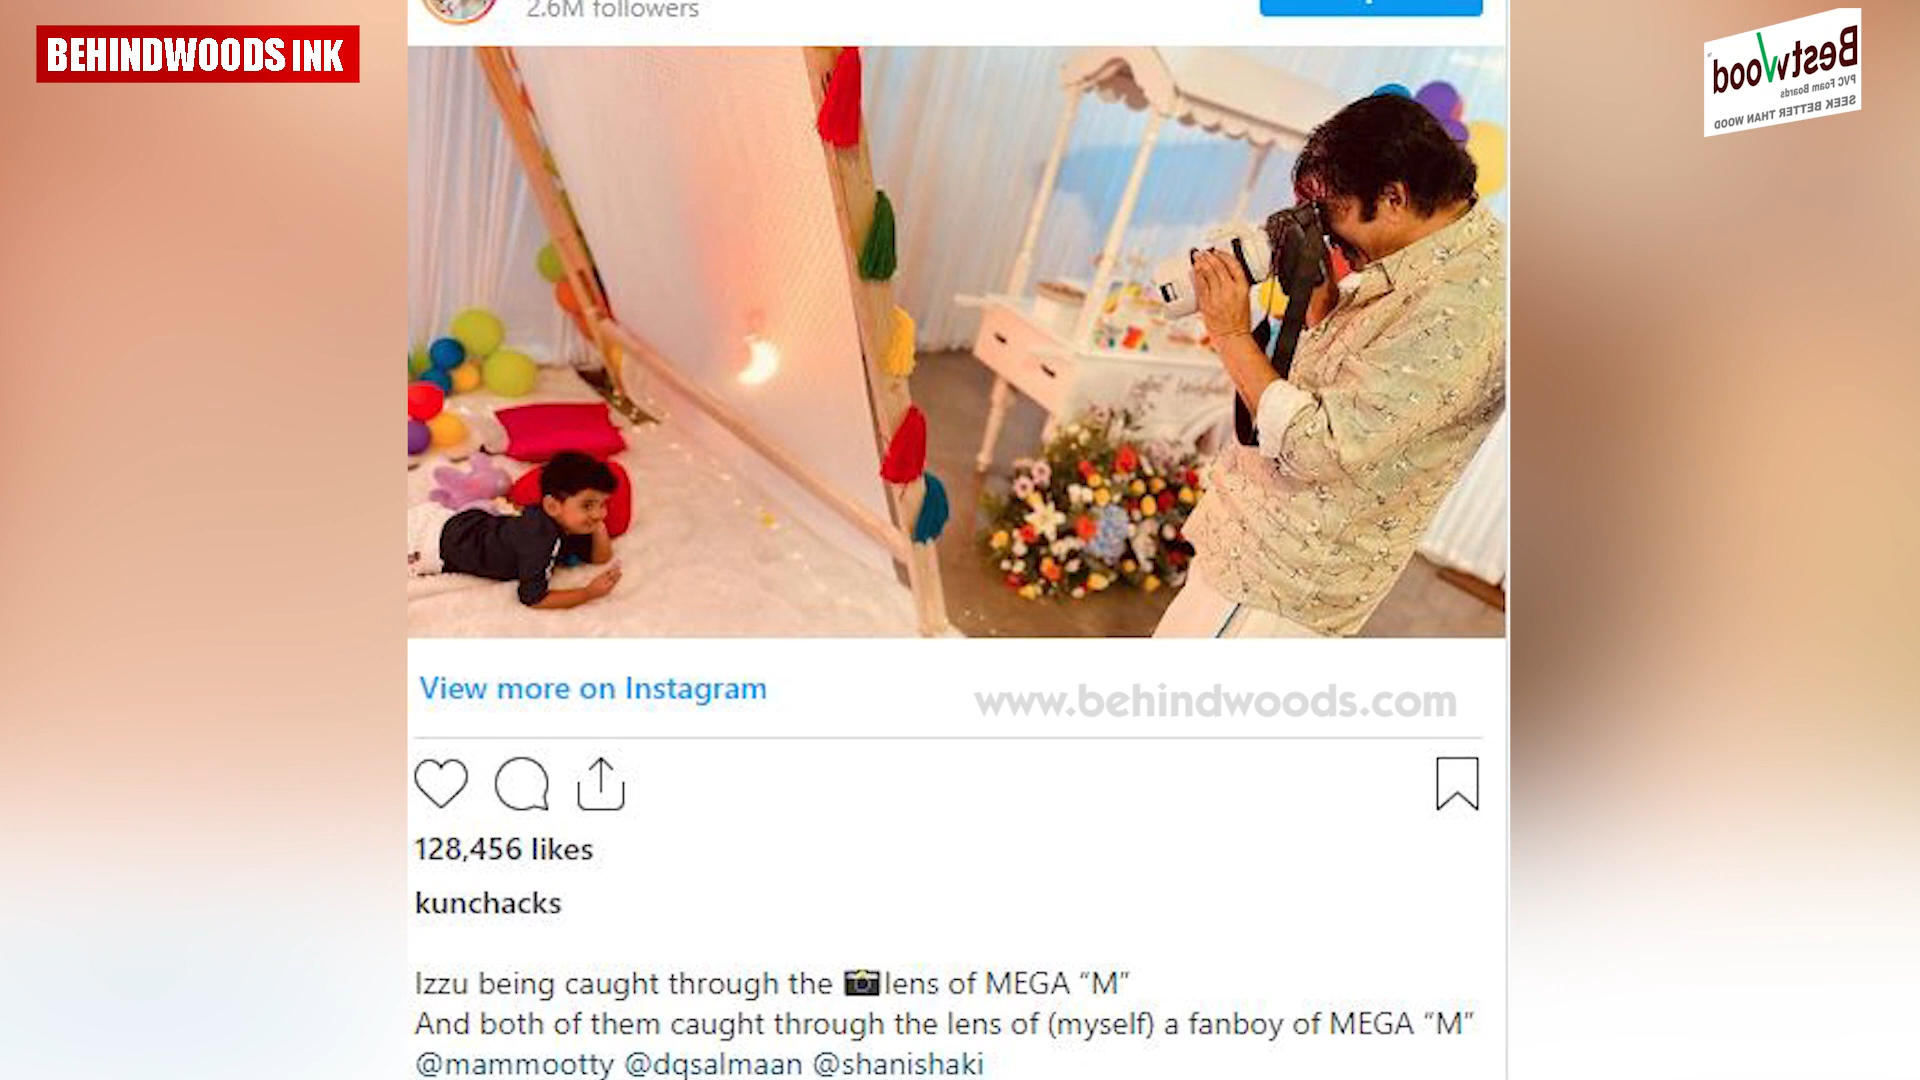 BEHINDWOODS INK
2.6M followers
BestWood
PVC Foam Boards
SEEK BETTER THAN WOOD
View more on Instagram
www.behindwoods.com
128,456 likes
kunchacks
Izzu being caught through the 📷lens of MEGA “M”
And both of them caught through the lens of (myself) a fanboy of MEGA “M”
@mammootty @dqsalmaan @shanishaki